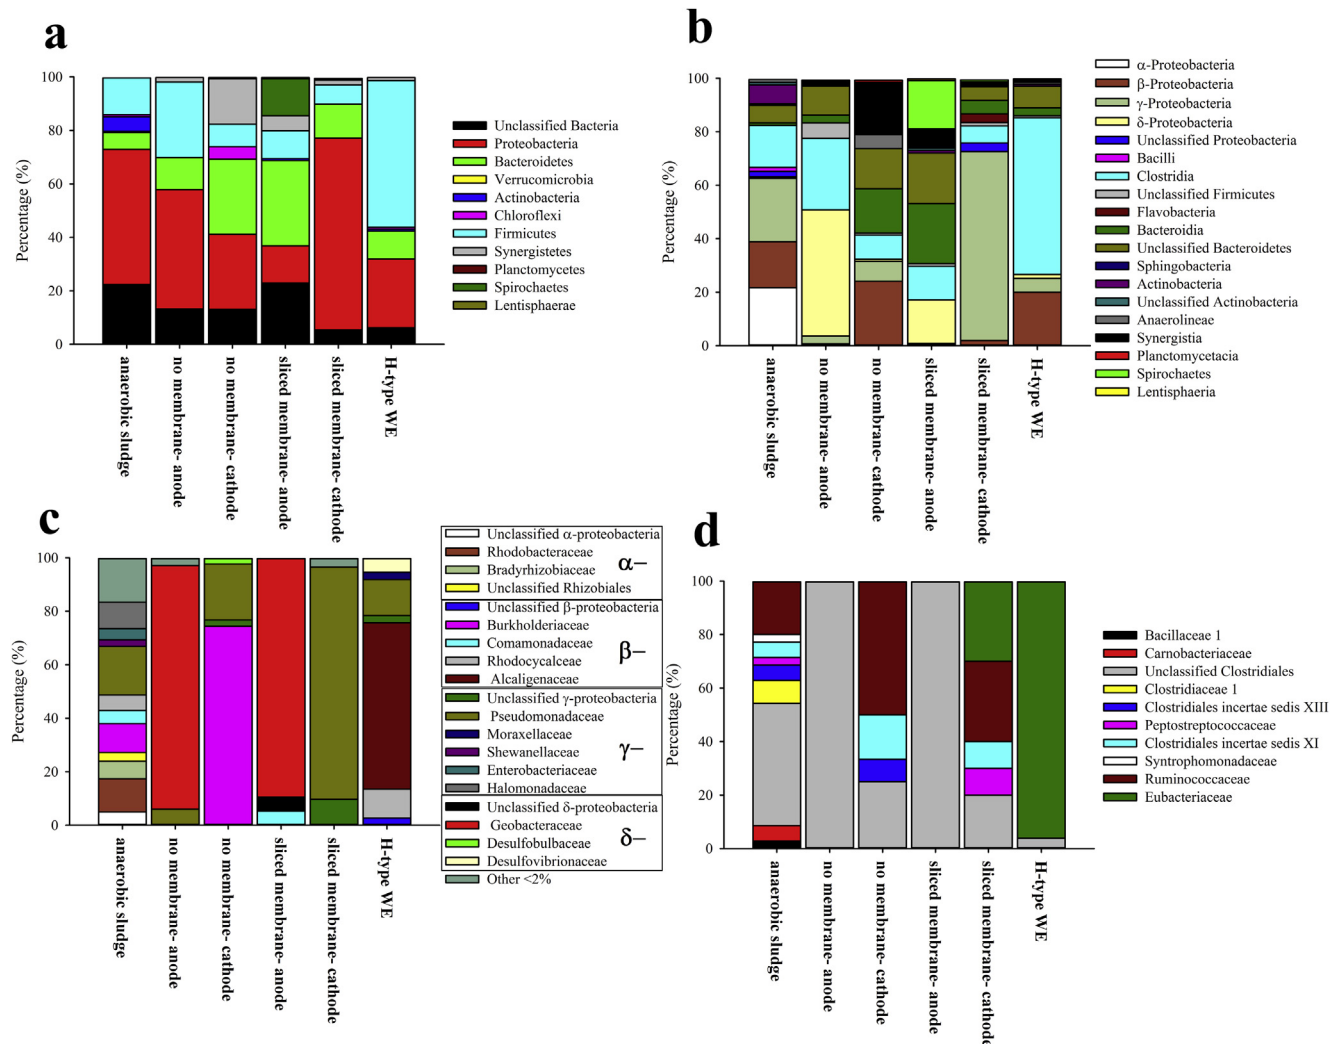 a
Percentage (%)
100
80
60
40
20
0
anaerobic sludge
no membrane- anode
no membrane- cathode
sliced membrane- anode
sliced membrane- cathode
H-type WE
Unclassified Bacteria
Proteobacteria
Bacteroidetes
Verrucomicrobia
Actinobacteria
Chloroflexi
Firmicutes
Synergistetes
Planctomycetes
Spirochaetes
Lentisphaerae
b
Percentage (%)
100
80
60
40
20
0
anaerobic sludge
no membrane- anode
no membrane- cathode
sliced membrane- anode
sliced membrane- cathode
H-type WE
α-Proteobacteria
β-Proteobacteria
γ-Proteobacteria
δ-Proteobacteria
Unclassified Proteobacteria
Bacilli
Clostridia
Unclassified Firmicutes
Flavobacteria
Bacteroidia
Unclassified Bacteroidetes
Sphingobacteria
Actinobacteria
Unclassified Actinobacteria
Anaerolineae
Synergistia
Planctomycetacia
Spirochaetes
Lentisphaeria
c
Percentage (%)
100
80
60
40
20
0
anaerobic sludge
no membrane- anode
no membrane- cathode
sliced membrane- anode
sliced membrane- cathode
H-type WE
Unclassified α-proteobacteria
Rhodobacteraceae
Bradyrhizobiaceae
Unclassified Rhizobiales
α−
Unclassified β-proteobacteria
Burkholderiaceae
Comamonadaceae
Rhodocycalceae
Alcaligenaceae
β−
Unclassified γ-proteobacteria
Pseudomonadaceae
Moraxellaceae
Shewanellaceae
Enterobacteriaceae
Halomonadaceae
γ−
Unclassified δ-proteobacteria
Geobacteraceae
Desulfobulbaceae
Desulfovibrionaceae
δ−
Other <2%
d
Percentage (%)
100
80
60
40
20
0
anaerobic sludge
no membrane- anode
no membrane- cathode
sliced membrane- anode
sliced membrane- cathode
H-type WE
Bacillaceae 1
Carnobacteriaceae
Unclassified Clostridiales
Clostridiaceae 1
Clostridiales incertae sedis XIII
Peptostreptococcaceae
Clostridiales incertae sedis XI
Syntrophomonadaceae
Ruminococcaceae
Eubacteriaceae